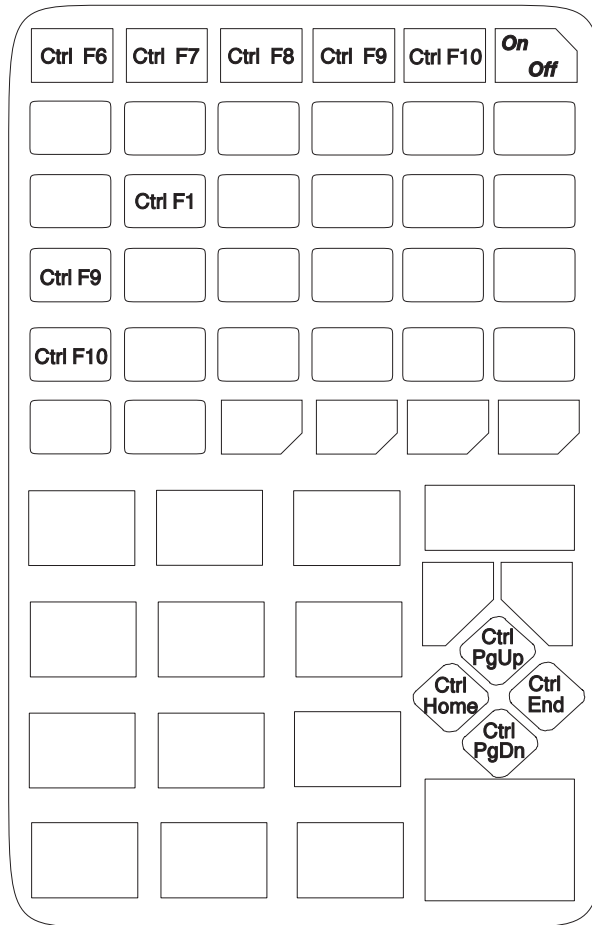 Ctrl F6 Ctrl F7 Ctrl F8 Ctrl F9 Ctrl F10 On
Off
Ctrl F1
Ctrl F9
Ctrl F10
Ctrl
PgUp
Ctrl
Home
Ctrl
End
Ctrl
PgDn